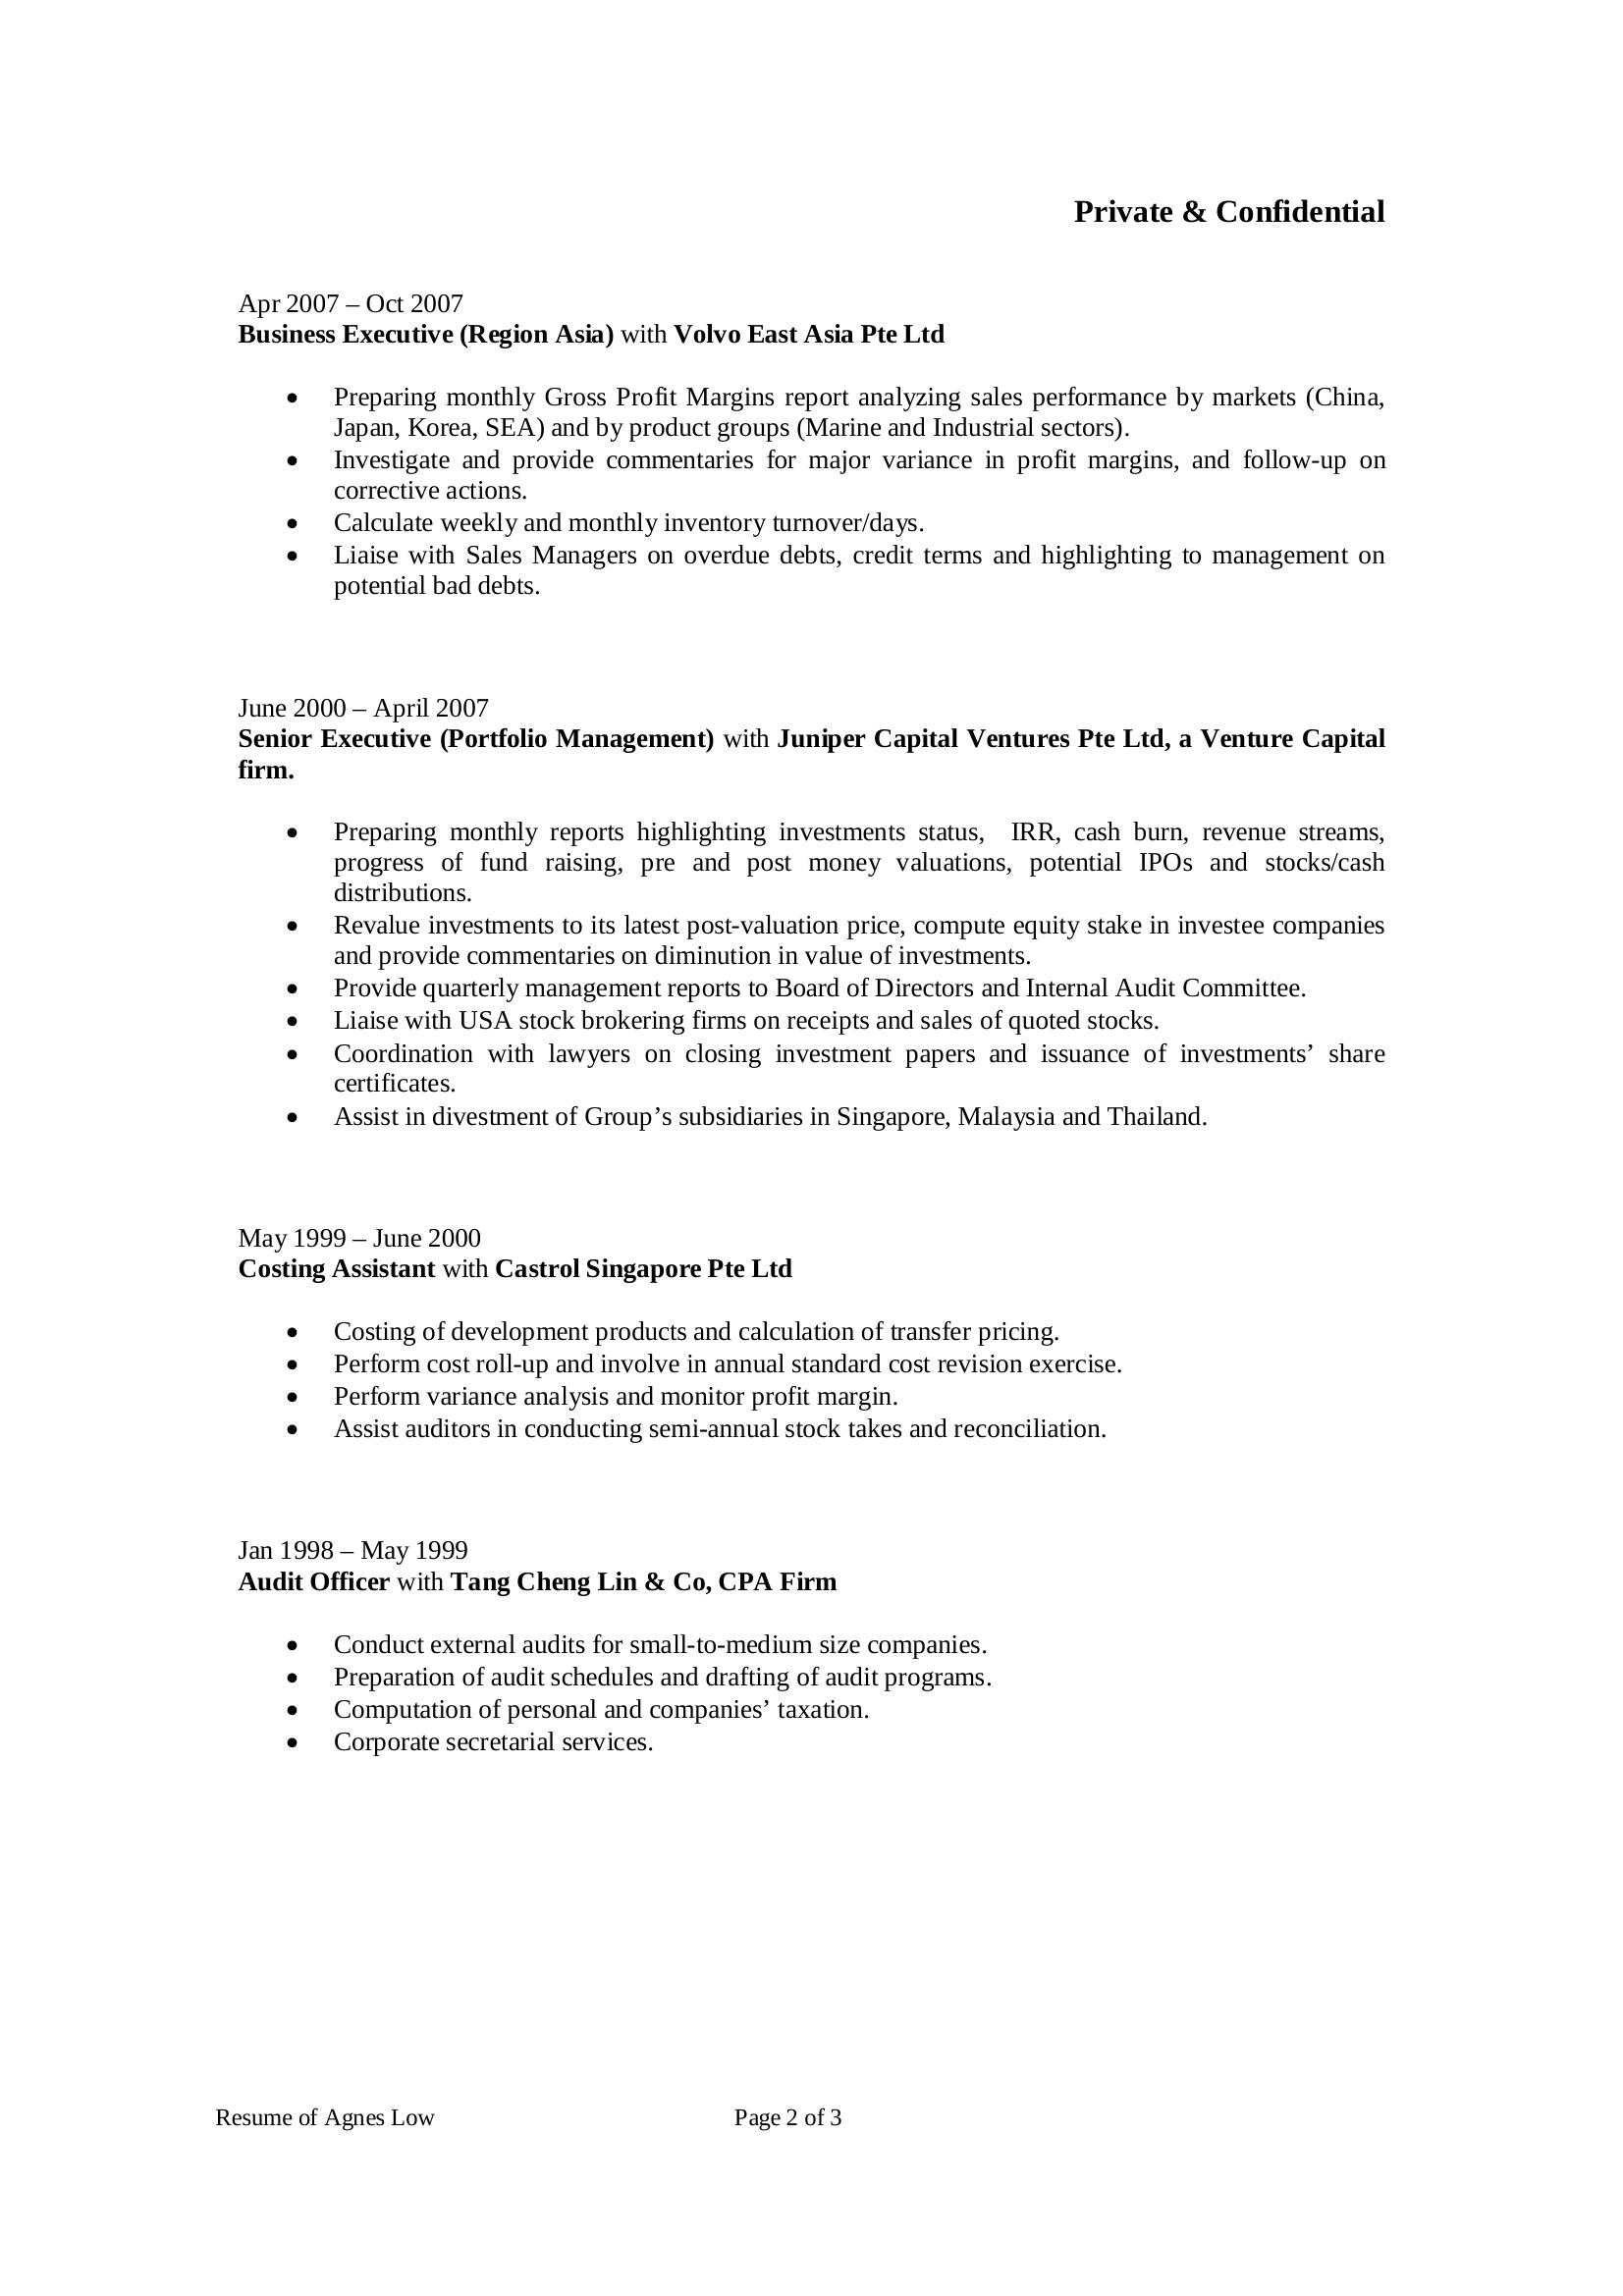 Private & Confidential
Apr 2007 – Oct 2007
Business Executive (Region Asia) with Volvo East Asia Pte Ltd
• Preparing monthly Gross Profit Margins report analyzing sales performance by markets (China,
Japan, Korea, SEA) and by product groups (Marine and Industrial sectors).
• Investigate and provide commentaries for major variance in profit margins, and follow-up on
corrective actions.
• Calculate weekly and monthly inventory turnover/days.
• Liaise with Sales Managers on overdue debts, credit terms and highlighting to management on
potential bad debts.
June 2000 – April 2007
Senior Executive (Portfolio Management) with Juniper Capital Ventures Pte Ltd, a Venture Capital
firm.
• Preparing monthly reports highlighting investments status,  IRR, cash burn, revenue streams,
progress of fund raising, pre and post money valuations, potential IPOs and stocks/cash
distributions.
• Revalue investments to its latest post-valuation price, compute equity stake in investee companies
and provide commentaries on diminution in value of investments.
• Provide quarterly management reports to Board of Directors and Internal Audit Committee.
• Liaise with USA stock brokering firms on receipts and sales of quoted stocks.
• Coordination with lawyers on closing investment papers and issuance of investments’ share
certificates.
• Assist in divestment of Group’s subsidiaries in Singapore, Malaysia and Thailand.
May 1999 – June 2000
Costing Assistant with Castrol Singapore Pte Ltd
• Costing of development products and calculation of transfer pricing.
• Perform cost roll-up and involve in annual standard cost revision exercise.
• Perform variance analysis and monitor profit margin.
• Assist auditors in conducting semi-annual stock takes and reconciliation.
Jan 1998 – May 1999
Audit Officer with Tang Cheng Lin & Co, CPA Firm
• Conduct external audits for small-to-medium size companies.
• Preparation of audit schedules and drafting of audit programs.
• Computation of personal and companies’ taxation.
• Corporate secretarial services.
Resume of Agnes Low Page 2 of 3